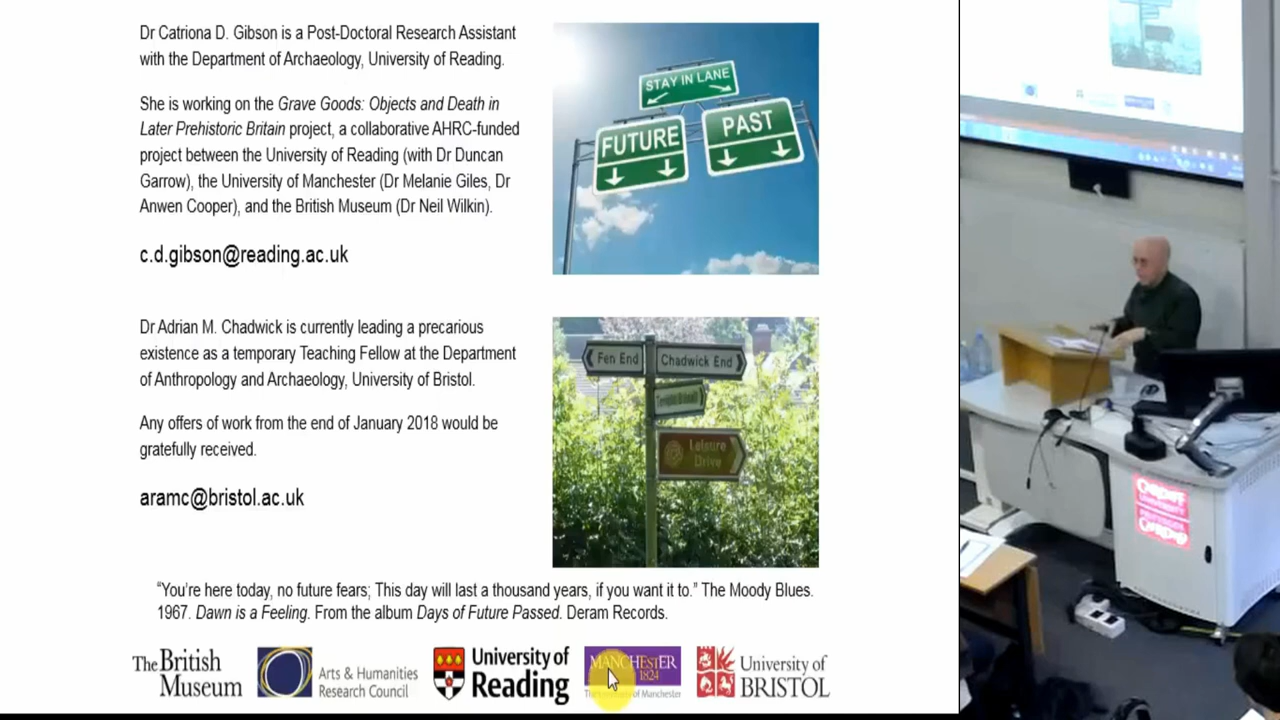 Dr Catriona D. Gibson is a Post-Doctoral Research Assistant
with the Department of Archaeology, University of Reading.
She is working on the Grave Goods: Objects and Death in
Later Prehistoric Britain project, a collaborative AHRC-funded
project between the University of Reading (with Dr Duncan
Garrow), the University of Manchester (Dr Melanie Giles, Dr
Anwen Cooper), and the British Museum (Dr Neil Wilkin).
c.d.gibson@reading.ac.uk
STAY IN LANE
FUTURE
PAST
Dr Adrian M. Chadwick is currently leading a precarious
existence as a temporary Teaching Fellow at the Department
of Anthropology and Archaeology, University of Bristol.
Any offers of work from the end of January 2018 would be
gratefully received.
aramc@bristol.ac.uk
Fen End
Chadwick End
Leisure
Drive
“You’re here today, no future fears; This day will last a thousand years, if you want it to.” The Moody Blues.
1967. Dawn is a Feeling. From the album Days of Future Passed. Deram Records.
The British
Museum
Arts & Humanities
Research Council
University of
Reading
MANCHESTER
1824
The University of Manchester
University of
BRISTOL
CARDIFF
UNIVERSITY
PRIFYSGOL
CAERDYDD